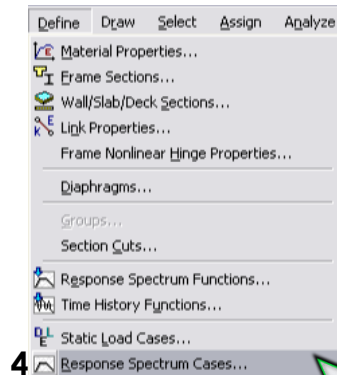 Define Draw Select Assign Analyze
Material Properties...
Frame Sections...
Wall/Slab/Deck Sections...
Link Properties...
Frame Nonlinear Hinge Properties...
Diaphragms...
Groups...
Section Cuts...
Response Spectrum Functions...
Time History Functions...
Static Load Cases...
4 Response Spectrum Cases...